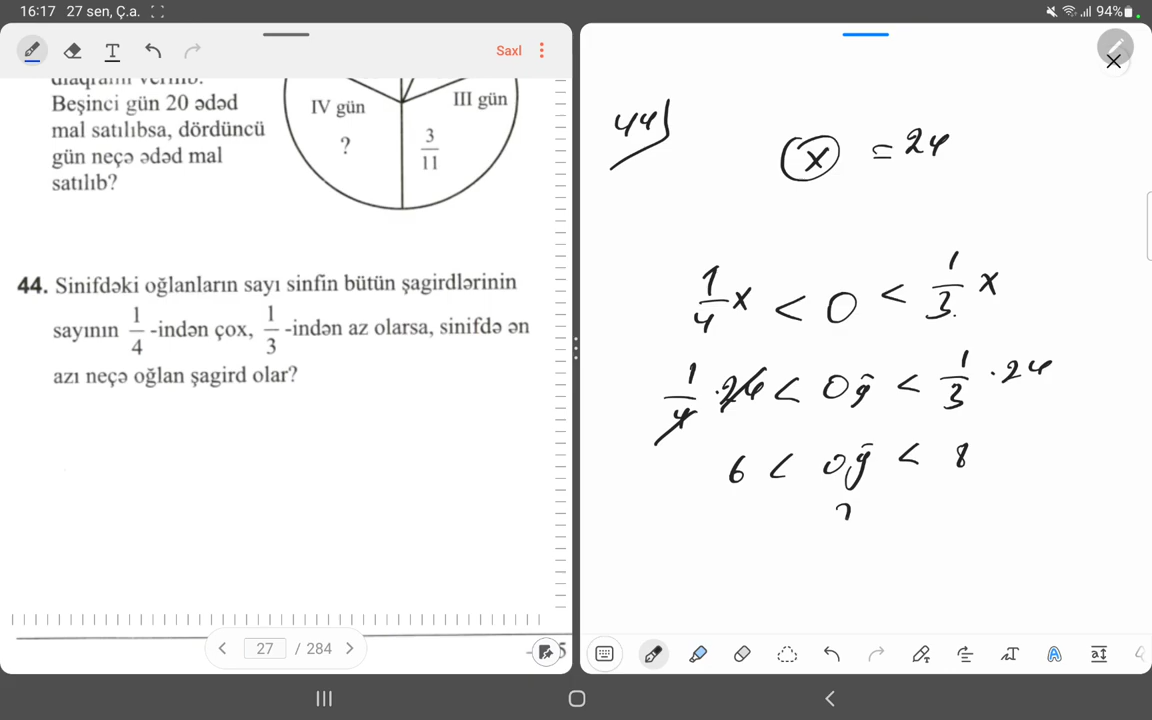 16:17 27 sen, Ç.a. 94%
Saxl
diaqramı verilib.
Beşinci gün 20 ədəd
mal satılıbsa, dördüncü
gün neçə ədəd mal
satılıb?
IV gün
?
III gün
3/11
44. Sinifdəki oğlanların sayı sinfin bütün şagirdlərinin
sayının 1/4 -indən çox, 1/3 -indən az olarsa, sinifdə ən
azı neçə oğlan şagird olar?
27 / 284
44)
x = 24
1/4 x < 0 < 1/3 x
1/4 · 24 < oğ < 1/3 · 24
6 < oğ < 8